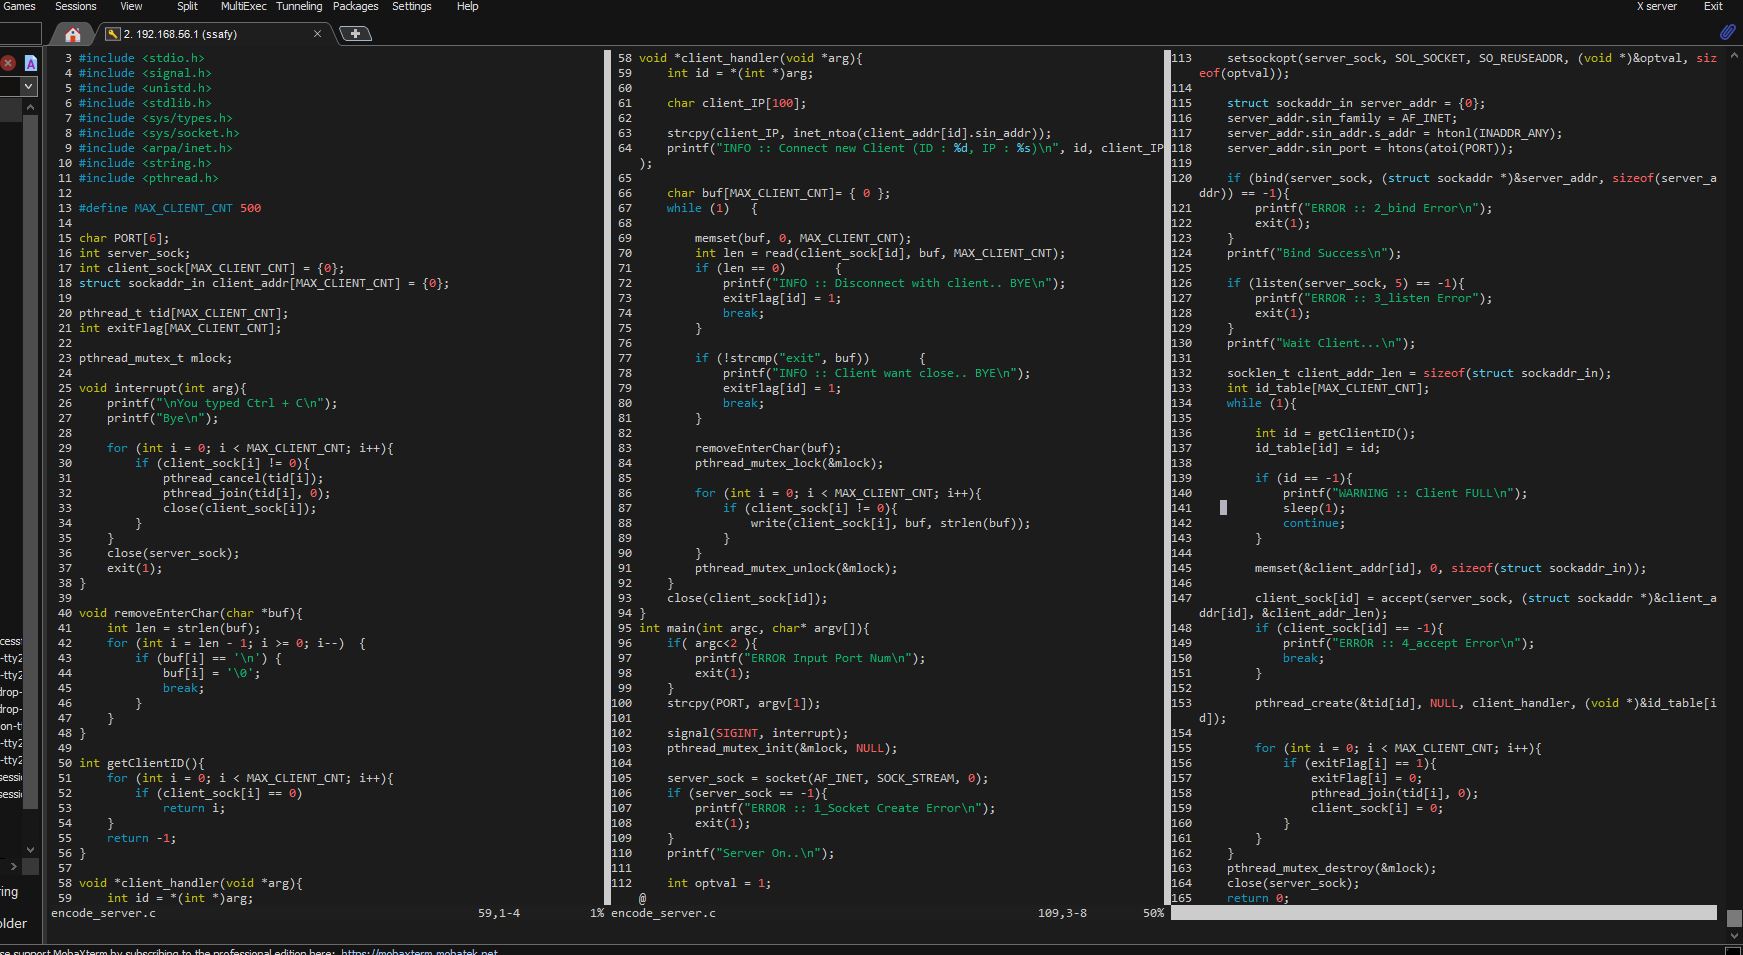 Games Sessions View Split MultiExec Tunneling Packages Settings Help X server Exit
2. 192.168.56.1 (ssafy)
3 #include <stdio.h>
4 #include <signal.h>
5 #include <unistd.h>
6 #include <stdlib.h>
7 #include <sys/types.h>
8 #include <sys/socket.h>
9 #include <arpa/inet.h>
10 #include <string.h>
11 #include <pthread.h>
12
13 #define MAX_CLIENT_CNT 500
14
15 char PORT[6];
16 int server_sock;
17 int client_sock[MAX_CLIENT_CNT] = {0};
18 struct sockaddr_in client_addr[MAX_CLIENT_CNT] = {0};
19
20 pthread_t tid[MAX_CLIENT_CNT];
21 int exitFlag[MAX_CLIENT_CNT];
22
23 pthread_mutex_t mlock;
24
25 void interrupt(int arg){
26     printf("\nYou typed Ctrl + C\n");
27     printf("Bye\n");
28
29     for (int i = 0; i < MAX_CLIENT_CNT; i++){
30         if (client_sock[i] != 0){
31             pthread_cancel(tid[i]);
32             pthread_join(tid[i], 0);
33             close(client_sock[i]);
34         }
35     }
36     close(server_sock);
37     exit(1);
38 }
39
40 void removeEnterChar(char *buf){
41     int len = strlen(buf);
42     for (int i = len - 1; i >= 0; i--)  {
43         if (buf[i] == '\n') {
44             buf[i] = '\0';
45             break;
46         }
47     }
48 }
49
50 int getClientID(){
51     for (int i = 0; i < MAX_CLIENT_CNT; i++){
52         if (client_sock[i] == 0)
53             return i;
54     }
55     return -1;
56 }
57
58 void *client_handler(void *arg){
59     int id = *(int *)arg;
encode_server.c 59,1-4 1%
58 void *client_handler(void *arg){
59     int id = *(int *)arg;
60
61     char client_IP[100];
62
63     strcpy(client_IP, inet_ntoa(client_addr[id].sin_addr));
64     printf("INFO :: Connect new Client (ID : %d, IP : %s)\n", id, client_IP
);
65
66     char buf[MAX_CLIENT_CNT]= { 0 };
67     while (1)   {
68
69         memset(buf, 0, MAX_CLIENT_CNT);
70         int len = read(client_sock[id], buf, MAX_CLIENT_CNT);
71         if (len == 0)       {
72             printf("INFO :: Disconnect with client.. BYE\n");
73             exitFlag[id] = 1;
74             break;
75         }
76
77         if (!strcmp("exit", buf))       {
78             printf("INFO :: Client want close.. BYE\n");
79             exitFlag[id] = 1;
80             break;
81         }
82
83         removeEnterChar(buf);
84         pthread_mutex_lock(&mlock);
85
86         for (int i = 0; i < MAX_CLIENT_CNT; i++){
87             if (client_sock[i] != 0){
88                 write(client_sock[i], buf, strlen(buf));
89             }
90         }
91         pthread_mutex_unlock(&mlock);
92     }
93     close(client_sock[id]);
94 }
95 int main(int argc, char* argv[]){
96     if( argc<2 ){
97         printf("ERROR Input Port Num\n");
98         exit(1);
99     }
100     strcpy(PORT, argv[1]);
101
102     signal(SIGINT, interrupt);
103     pthread_mutex_init(&mlock, NULL);
104
105     server_sock = socket(AF_INET, SOCK_STREAM, 0);
106     if (server_sock == -1){
107         printf("ERROR :: 1_Socket Create Error\n");
108         exit(1);
109     }
110     printf("Server On..\n");
111
112     int optval = 1;
@
encode_server.c 109,3-8 50%
113     setsockopt(server_sock, SOL_SOCKET, SO_REUSEADDR, (void *)&optval, siz
eof(optval));
114
115     struct sockaddr_in server_addr = {0};
116     server_addr.sin_family = AF_INET;
117     server_addr.sin_addr.s_addr = htonl(INADDR_ANY);
118     server_addr.sin_port = htons(atoi(PORT));
119
120     if (bind(server_sock, (struct sockaddr *)&server_addr, sizeof(server_a
ddr)) == -1){
121         printf("ERROR :: 2_bind Error\n");
122         exit(1);
123     }
124     printf("Bind Success\n");
125
126     if (listen(server_sock, 5) == -1){
127         printf("ERROR :: 3_listen Error");
128         exit(1);
129     }
130     printf("Wait Client...\n");
131
132     socklen_t client_addr_len = sizeof(struct sockaddr_in);
133     int id_table[MAX_CLIENT_CNT];
134     while (1){
135
136         int id = getClientID();
137         id_table[id] = id;
138
139         if (id == -1){
140             printf("WARNING :: Client FULL\n");
141             sleep(1);
142             continue;
143         }
144
145         memset(&client_addr[id], 0, sizeof(struct sockaddr_in));
146
147         client_sock[id] = accept(server_sock, (struct sockaddr *)&client_a
ddr[id], &client_addr_len);
148         if (client_sock[id] == -1){
149             printf("ERROR :: 4_accept Error\n");
150             break;
151         }
152
153         pthread_create(&tid[id], NULL, client_handler, (void *)&id_table[i
d]);
154
155         for (int i = 0; i < MAX_CLIENT_CNT; i++){
156             if (exitFlag[i] == 1){
157                 exitFlag[i] = 0;
158                 pthread_join(tid[i], 0);
159                 client_sock[i] = 0;
160             }
161         }
162     }
163     pthread_mutex_destroy(&mlock);
164     close(server_sock);
165     return 0;
-tty2
-tty2
drop-
drop-
-tty2
-tty2